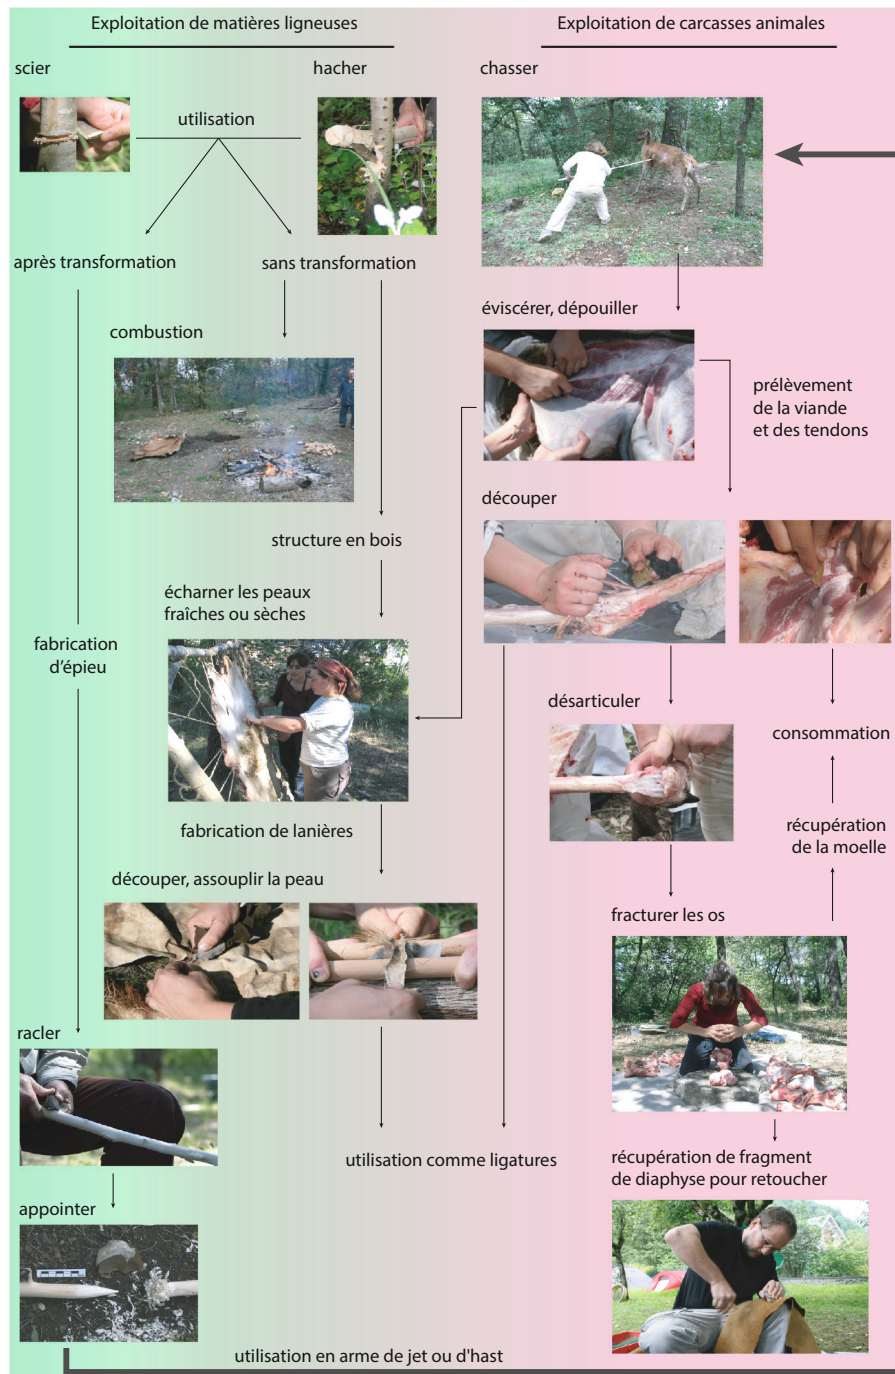 Exploitation de matières ligneuses
Exploitation de carcasses animales
scier
hacher
chasser
utilisation
après transformation
sans transformation
combustion
éviscérer, dépouiller
prélèvement
de la viande
et des tendons
découper
structure en bois
écharner les peaux
fraîches ou sèches
fabrication
d'épieu
désarticuler
consommation
fabrication de lanières
récupération
de la moelle
découper, assouplir la peau
fracturer les os
racler
utilisation comme ligatures
récupération de fragment
de diaphyse pour retoucher
appointer
utilisation en arme de jet ou d'hast